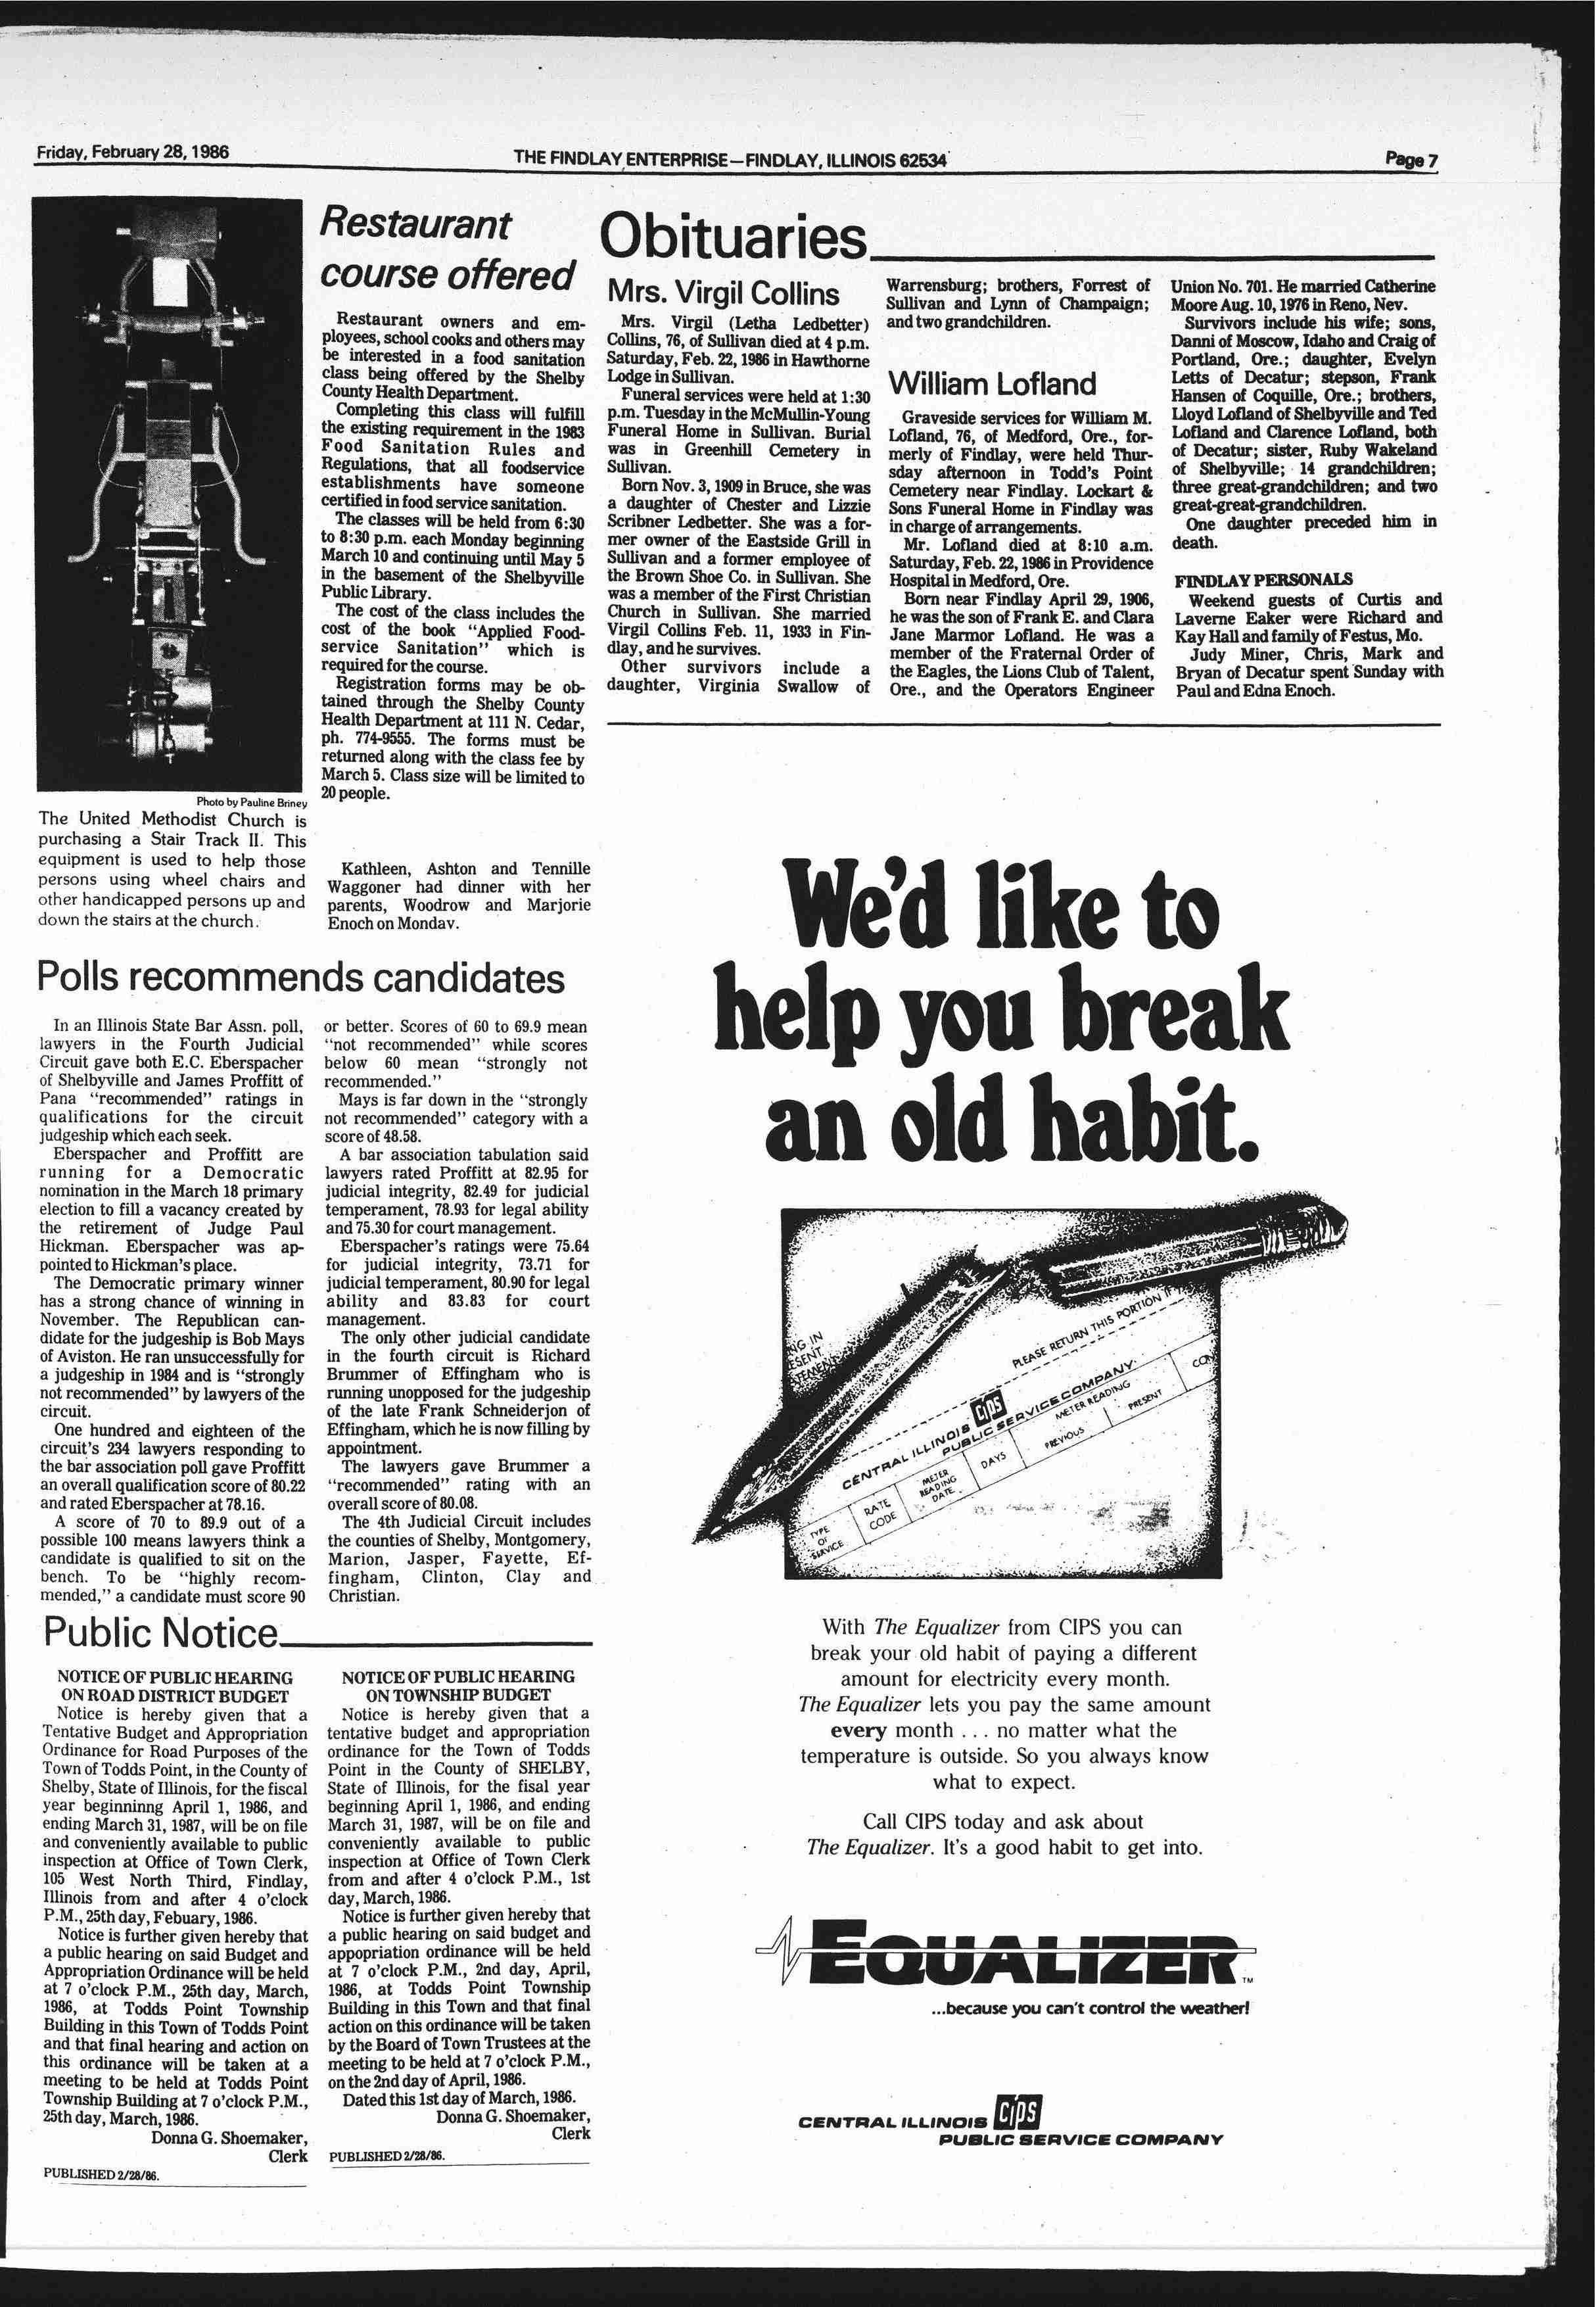 Friday, February 28, 1986
THE FINDLAY ENTERPRISE—FINDLAY, ILLINOIS 62534
Page 7
Photo by Pauline Briney
The United Methodist Church is
purchasing a Stair Track II. This
equipment is used to help those
persons using wheel chairs and
other handicapped persons up and
down the stairs at the church.
Restaurant
course offered
Restaurant owners and em-
ployees, school cooks and others may
be interested in a food sanitation
class being offered by the Shelby
County Health Department.
Completing this class will fulfill
the existing requirement in the 1983
Food Sanitation Rules and
Regulations, that all foodservice
establishments have someone
certified in food service sanitation.
The classes will be held from 6:30
to 8:30 p.m. each Monday beginning
March 10 and continuing until May 5
in the basement of the Shelbyville
Public Library.
The cost of the class includes the
cost of the book "Applied Food-
service Sanitation" which is
required for the course.
Registration forms may be ob-
tained through the Shelby County
Health Department at 111 N. Cedar,
ph. 774-9555. The forms must be
returned along with the class fee by
March 5. Class size will be limited to
20 people.
Kathleen, Ashton and Tennille
Waggoner had dinner with her
parents, Woodrow and Marjorie
Enoch on Monday.
Obituaries
Mrs. Virgil Collins
Mrs. Virgil (Letha Ledbetter)
Collins, 76, of Sullivan died at 4 p.m.
Saturday, Feb. 22, 1986 in Hawthorne
Lodge in Sullivan.
Funeral services were held at 1:30
p.m. Tuesday in the McMullin-Young
Funeral Home in Sullivan. Burial
was in Greenhill Cemetery in
Sullivan.
Born Nov. 3, 1909 in Bruce, she was
a daughter of Chester and Lizzie
Scribner Ledbetter. She was a for-
mer owner of the Eastside Grill in
Sullivan and a former employee of
the Brown Shoe Co. in Sullivan. She
was a member of the First Christian
Church in Sullivan. She married
Virgil Collins Feb. 11, 1933 in Fin-
dlay, and he survives.
Other survivors include a
daughter, Virginia Swallow of
Warrensburg; brothers, Forrest of
Sullivan and Lynn of Champaign;
and two grandchildren.
William Lofland
Graveside services for William M.
Lofland, 76, of Medford, Ore., for-
merly of Findlay, were held Thur-
sday afternoon in Todd's Point
Cemetery near Findlay. Lockart &
Sons Funeral Home in Findlay was
in charge of arrangements.
Mr. Lofland died at 8:10 a.m.
Saturday, Feb. 22, 1986 in Providence
Hospital in Medford, Ore.
Born near Findlay April 29, 1906,
he was the son of Frank E. and Clara
Jane Marmor Lofland. He was a
member of the Fraternal Order of
the Eagles, the Lions Club of Talent,
Ore., and the Operators Engineer
Union No. 701. He married Catherine
Moore Aug. 10, 1976 in Reno, Nev.
Survivors include his wife; sons,
Danni of Moscow, Idaho and Craig of
Portland, Ore.; daughter, Evelyn
Letts of Decatur; stepson, Frank
Hansen of Coquille, Ore.; brothers,
Lloyd Lofland of Shelbyville and Ted
Lofland and Clarence Lofland, both
of Decatur; sister, Ruby Wakeland
of Shelbyville; 14 grandchildren;
three great-grandchildren; and two
great-great-grandchildren.
One daughter preceded him in
death.
FINDLAY PERSONALS
Weekend guests of Curtis and
Laverne Eaker were Richard and
Kay Hall and family of Festus, Mo.
Judy Miner, Chris, Mark and
Bryan of Decatur spent Sunday with
Paul and Edna Enoch.
Polls recommends candidates
In an Illinois State Bar Assn. poll,
lawyers in the Fourth Judicial
Circuit gave both E.C. Eberspacher
of Shelbyville and James Proffitt of
Pana "recommended" ratings in
qualifications for the circuit
judgeship which each seek.
Eberspacher and Proffitt are
running for a Democratic
nomination in the March 18 primary
election to fill a vacancy created by
the retirement of Judge Paul
Hickman. Eberspacher was ap-
pointed to Hickman's place.
The Democratic primary winner
has a strong chance of winning in
November. The Republican can-
didate for the judgeship is Bob Mays
of Aviston. He ran unsuccessfully for
a judgeship in 1984 and is "strongly
not recommended" by lawyers of the
circuit.
One hundred and eighteen of the
circuit's 234 lawyers responding to
the bar association poll gave Proffitt
an overall qualification score of 80.22
and rated Eberspacher at 78.16.
A score of 70 to 89.9 out of a
possible 100 means lawyers think a
candidate is qualified to sit on the
bench. To be "highly recom-
mended," a candidate must score 90
or better. Scores of 60 to 69.9 mean
"not recommended" while scores
below 60 mean "strongly not
recommended."
Mays is far down in the "strongly
not recommended" category with a
score of 48.58.
A bar association tabulation said
lawyers rated Proffitt at 82.95 for
judicial integrity, 82.49 for judicial
temperament, 78.93 for legal ability
and 75.30 for court management.
Eberspacher's ratings were 75.64
for judicial integrity, 73.71 for
judicial temperament, 80.90 for legal
ability and 83.83 for court
management.
The only other judicial candidate
in the fourth circuit is Richard
Brummer of Effingham who is
running unopposed for the judgeship
of the late Frank Schneiderjon of
Effingham, which he is now filling by
appointment.
The lawyers gave Brummer a
"recommended" rating with an
overall score of 80.08.
The 4th Judicial Circuit includes
the counties of Shelby, Montgomery,
Marion, Jasper, Fayette, Ef-
fingham, Clinton, Clay and
Christian.
Public Notice
NOTICE OF PUBLIC HEARING
ON ROAD DISTRICT BUDGET
Notice is hereby given that a
Tentative Budget and Appropriation
Ordinance for Road Purposes of the
Town of Todds Point, in the County of
Shelby, State of Illinois, for the fiscal
year beginninng April 1, 1986, and
ending March 31, 1987, will be on file
and conveniently available to public
inspection at Office of Town Clerk,
105 West North Third, Findlay,
Illinois from and after 4 o'clock
P.M., 25th day, Febuary, 1986.
Notice is further given hereby that
a public hearing on said Budget and
Appropriation Ordinance will be held
at 7 o'clock P.M., 25th day, March,
1986, at Todds Point Township
Building in this Town of Todds Point
and that final hearing and action on
this ordinance will be taken at a
meeting to be held at Todds Point
Township Building at 7 o'clock P.M.,
25th day, March, 1986.
Donna G. Shoemaker,
Clerk
PUBLISHED 2/28/86.
NOTICE OF PUBLIC HEARING
ON TOWNSHIP BUDGET
Notice is hereby given that a
tentative budget and appropriation
ordinance for the Town of Todds
Point in the County of SHELBY,
State of Illinois, for the fisal year
beginning April 1, 1986, and ending
March 31, 1987, will be on file and
conveniently available to public
inspection at Office of Town Clerk
from and after 4 o'clock P.M., 1st
day, March, 1986.
Notice is further given hereby that
a public hearing on said budget and
appopriation ordinance will be held
at 7 o'clock P.M., 2nd day, April,
1986, at Todds Point Township
Building in this Town and that final
action on this ordinance will be taken
by the Board of Town Trustees at the
meeting to be held at 7 o'clock P.M.,
on the 2nd day of April, 1986.
Dated this 1st day of March, 1986.
Donna G. Shoemaker,
Clerk
PUBLISHED 2/28/86.
We'd like to
help you break
an old habit.
PLEASE RETURN THIS PORTION IF
CENTRAL ILLINOIS CIPS
PUBLIC SERVICE COMPANY
TYPE OF SERVICE
RATE CODE
METER READING DATE
DAYS
METER READING
PREVIOUS
PRESENT
With The Equalizer from CIPS you can
break your old habit of paying a different
amount for electricity every month.
The Equalizer lets you pay the same amount
every month . . . no matter what the
temperature is outside. So you always know
what to expect.
Call CIPS today and ask about
The Equalizer. It's a good habit to get into.
EQUALIZER TM
...because you can't control the weather!
CENTRAL ILLINOIS CIPS
PUBLIC SERVICE COMPANY